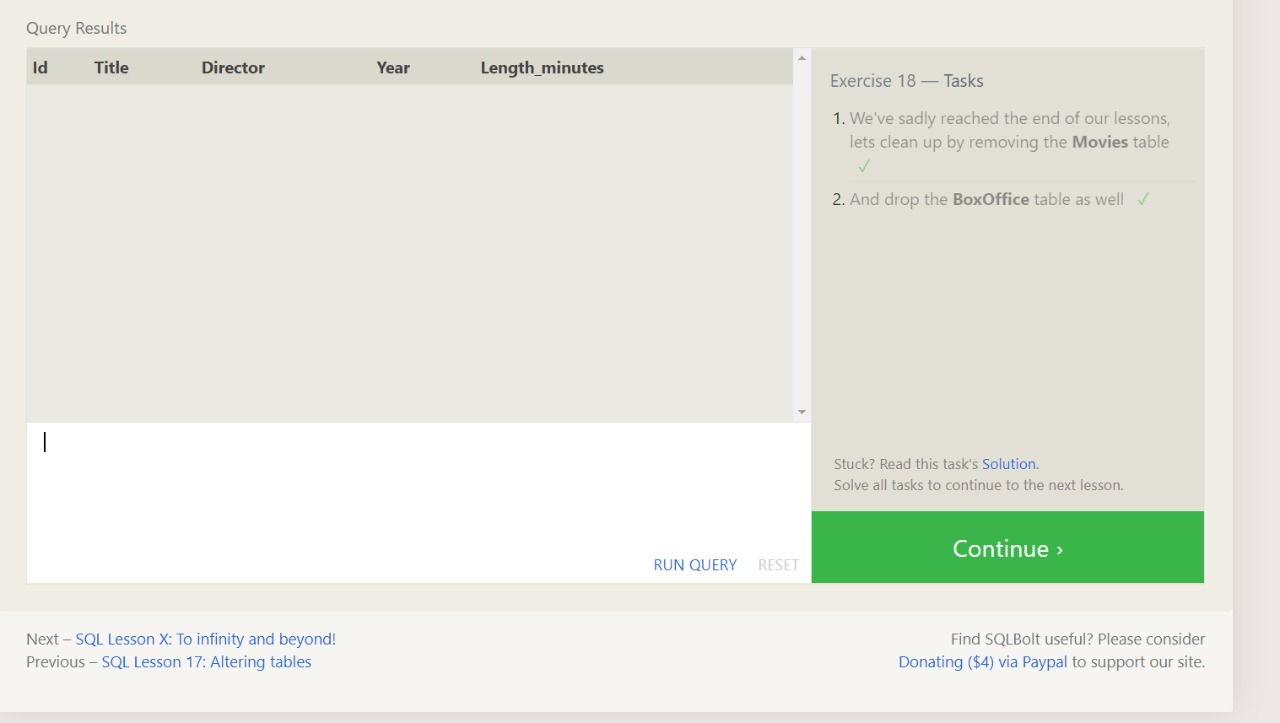 Query Results
Id Title Director Year Length_minutes
Exercise 18 — Tasks
1. We've sadly reached the end of our lessons,
lets clean up by removing the Movies table
✓
2. And drop the BoxOffice table as well ✓
Stuck? Read this task's Solution.
Solve all tasks to continue to the next lesson.
RUN QUERY RESET
Continue ›
Next – SQL Lesson X: To infinity and beyond!
Previous – SQL Lesson 17: Altering tables
Find SQLBolt useful? Please consider
Donating ($4) via Paypal to support our site.